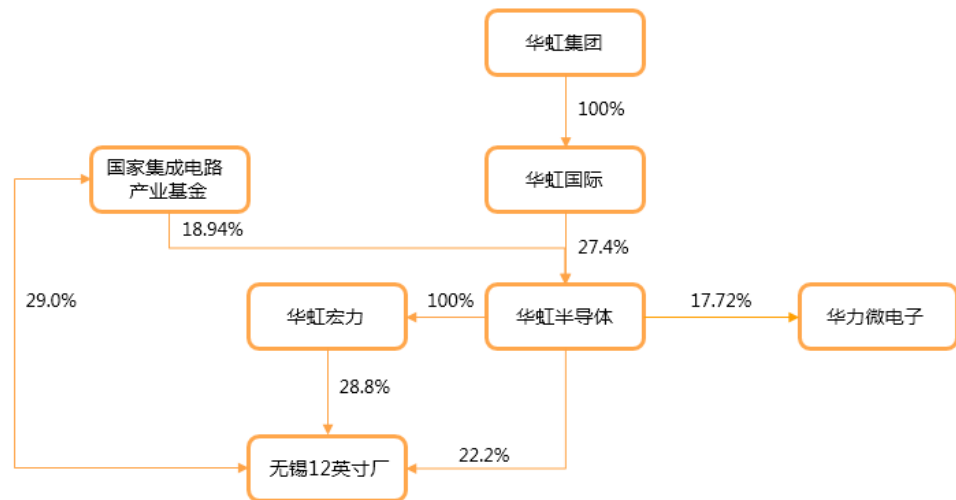 华虹集团
100%
国家集成电路
产业基金
华虹国际
18.94%
27.4%
29.0%
华虹宏力
100%
华虹半导体
17.72%
华力微电子
28.8%
无锡12英寸厂
22.2%